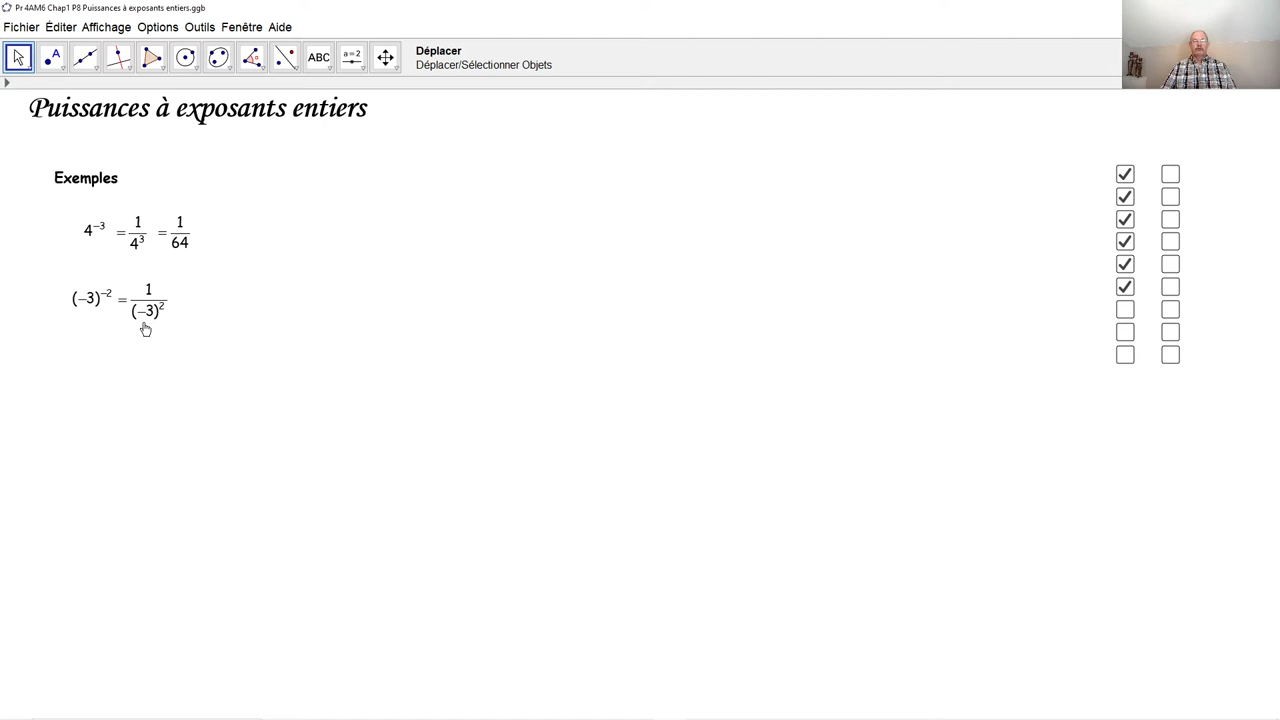 Pr 4AM6 Chap1 P8 Puissances à exposants entiers.ggb
Fichier Éditer Affichage Options Outils Fenêtre Aide
A
ABC
a = 2
Déplacer
Déplacer/Sélectionner Objets
Puissances à exposants entiers
Exemples
4⁻³ = 1/4³ = 1/64
(−3)⁻² = 1/(−3)²